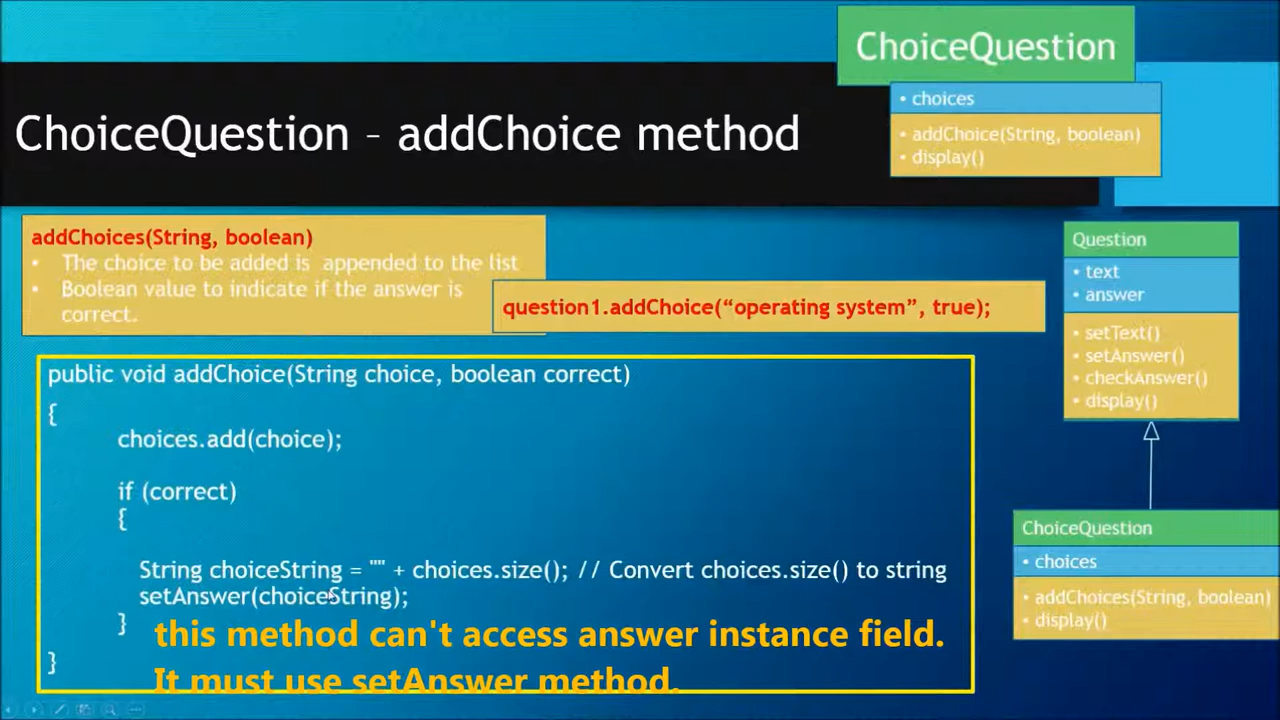 ChoiceQuestion
• choices
• addChoice(String, boolean)
• display()
ChoiceQuestion – addChoice method
addChoices(String, boolean)
• The choice to be added is appended to the list
• Boolean value to indicate if the answer is
correct.
question1.addChoice(“operating system”, true);
Question
• text
• answer
• setText()
• setAnswer()
• checkAnswer()
• display()
public void addChoice(String choice, boolean correct)
{
choices.add(choice);
if (correct)
{
String choiceString = "" + choices.size(); // Convert choices.size() to string
setAnswer(choiceString);
}
this method can't access answer instance field.
It must use setAnswer method.
}
ChoiceQuestion
• choices
• addChoices(String, boolean)
• display()